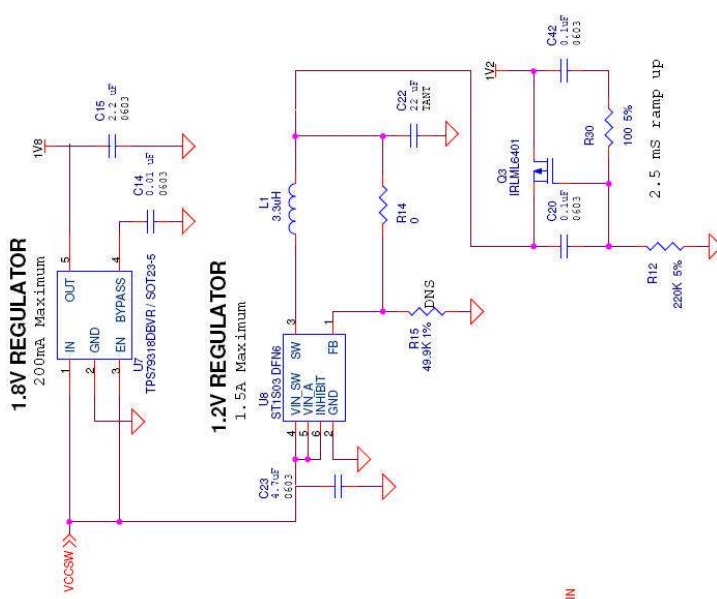 1.8V REGULATOR
200mA Maximum
VCCSW
1
2
3
IN
GND
EN
OUT
BYPASS
5
4
U7
TPS79318DBVR / SOT23-5
1V8
C15
2.2 uF
0603
C14
0.01 uF
0603
1.2V REGULATOR
1.5A Maximum
C23
4.7uF
0603
U8
ST1S03 DFN6
4
5
6
2
VIN_SW
VIN_A
INHIBIT
GND
SW
FB
3
1
L1
3.3uH
R14
0
R15
49.9K 1%
DNS
C22
22 uF
TANT
1V2
Q3
IRLML6401
C20
0.1uF
0603
C42
0.1uF
0603
R30
100 5%
R12
220K 5%
2.5 mS ramp up
IN